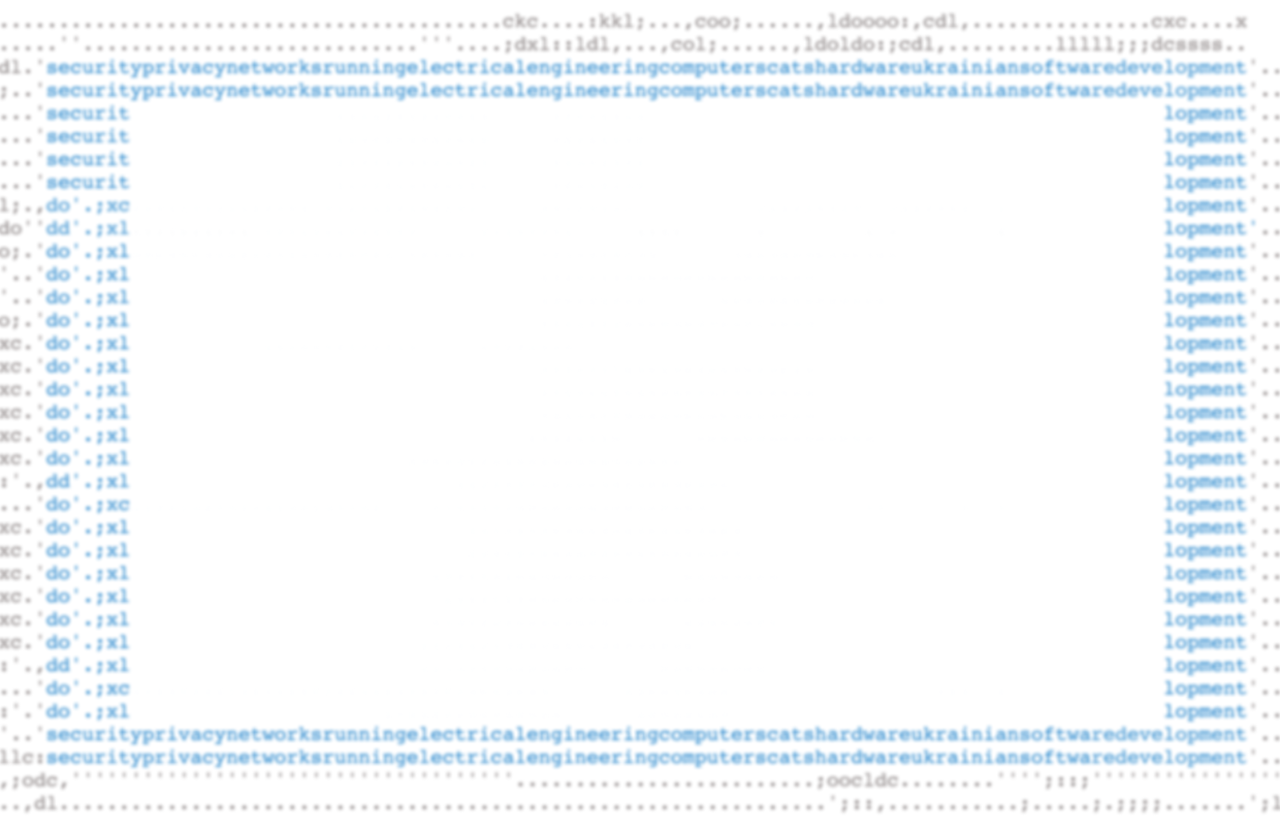 ..........................................ckc....:kkl;...,coo;......,ldoooo:,cdl,...............cxc....x
.....''............................'''....;dxl::ldl,...,col;......,ldoldo:;cdl,.........lllll;;;dcssss..
dl.'securityprivacynetworksrunningelectricalengineeringcomputerscatshardwareukrainiansoftwaredevelopment'..
;..'securityprivacynetworksrunningelectricalengineeringcomputerscatshardwareukrainiansoftwaredevelopment'..
...'securit lopment'..
...'securit lopment'..
...'securit lopment'..
...'securit lopment'..
l;.,do'.;xc lopment'..
do''dd'.;xl lopment'..
o;.'do'.;xl lopment'..
'..'do'.;xl lopment'..
'..'do'.;xl lopment'..
o;.'do'.;xl lopment'..
xc.'do'.;xl lopment'..
xc.'do'.;xl lopment'..
xc.'do'.;xl lopment'..
xc.'do'.;xl lopment'..
xc.'do'.;xl lopment'..
xc.'do'.;xl lopment'..
:'.,dd'.;xl lopment'..
...'do'.;xc lopment'..
xc.'do'.;xl lopment'..
xc.'do'.;xl lopment'..
xc.'do'.;xl lopment'..
xc.'do'.;xl lopment'..
xc.'do'.;xl lopment'..
xc.'do'.;xl lopment'..
:'.,dd'.;xl lopment'..
...'do'.;xc lopment'..
:'.'do'.;xl lopment'..
'..'securityprivacynetworksrunningelectricalengineeringcomputerscatshardwareukrainiansoftwaredevelopment'..
llc:securityprivacynetworksrunningelectricalengineeringcomputerscatshardwareukrainiansoftwaredevelopment'..
,;odc,''''''''''''''''''''''''''''''''''''''.........................;oocldc........'''';::;''''''''''''''''
..,dl.................................................................';::,............;.....;.;;;;.......';l